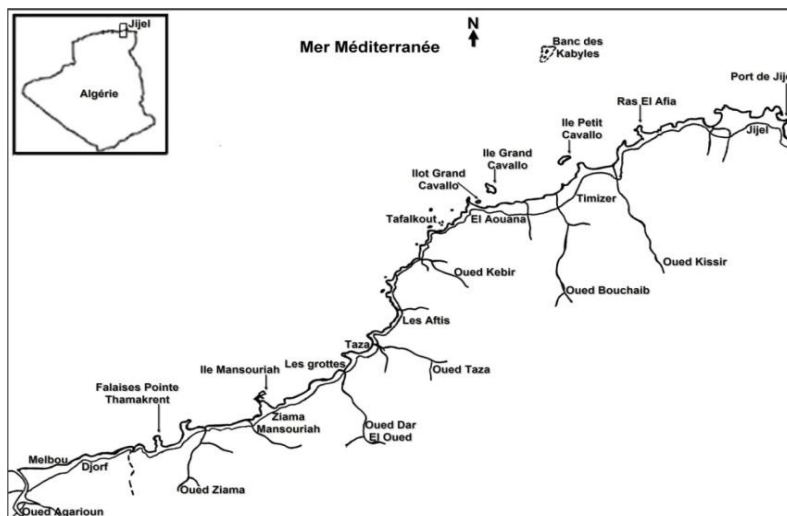 Jijel
Algérie
Mer Méditerranée
N
Banc des
Kabyles
Port de Jije
Ras El Afia
Jijel
Ile Petit
Cavallo
Ile Grand
Cavallo
Ilot Grand
Cavallo
Timizer
El Aouana
Tafalkout
Oued Kissir
Oued Kebir
Oued Bouchaib
Les Aftis
Taza
Les grottes
Oued Taza
Ile Mansouriah
Falaises Pointe
Thamakrent
Ziama
Mansouriah
Oued Dar
El Oued
Melbou
Djorf
Oued Ziama
Oued Agarioun